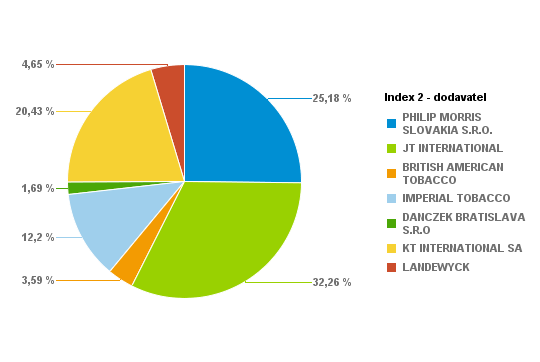 4,65 %
20,43 %
25,18 %
1,69 %
12,2 %
3,59 %
32,26 %
Index 2 - dodavatel
PHILIP MORRIS
SLOVAKIA S.R.O.
JT INTERNATIONAL
BRITISH AMERICAN
TOBACCO
IMPERIAL TOBACCO
DANCZEK BRATISLAVA
S.R.O
KT INTERNATIONAL SA
LANDEWYCK